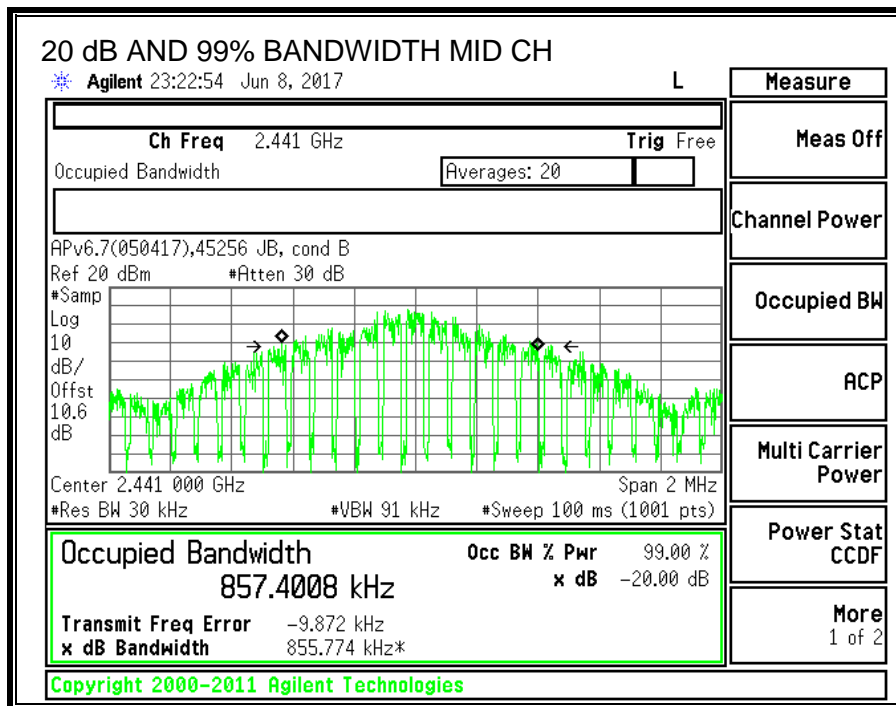 20 dB AND 99% BANDWIDTH MID CH
Agilent 23:22:54 Jun 8, 2017 L
Measure
Ch Freq 2.441 GHz Trig Free
Meas Off
Occupied Bandwidth Averages: 20
Channel Power
APv6.7(050417),45256 JB, cond B
Ref 20 dBm #Atten 30 dB
Occupied BW
#Samp
Log
10
dB/
Offst
10.6
dB
ACP
Multi Carrier
Power
Center 2.441 000 GHz Span 2 MHz
#Res BW 30 kHz #VBW 91 kHz #Sweep 100 ms (1001 pts)
Power Stat
CCDF
Occupied Bandwidth Occ BW % Pwr 99.00 %
857.4008 kHz x dB -20.00 dB
Transmit Freq Error -9.872 kHz
x dB Bandwidth 855.774 kHz*
More
1 of 2
Copyright 2000-2011 Agilent Technologies